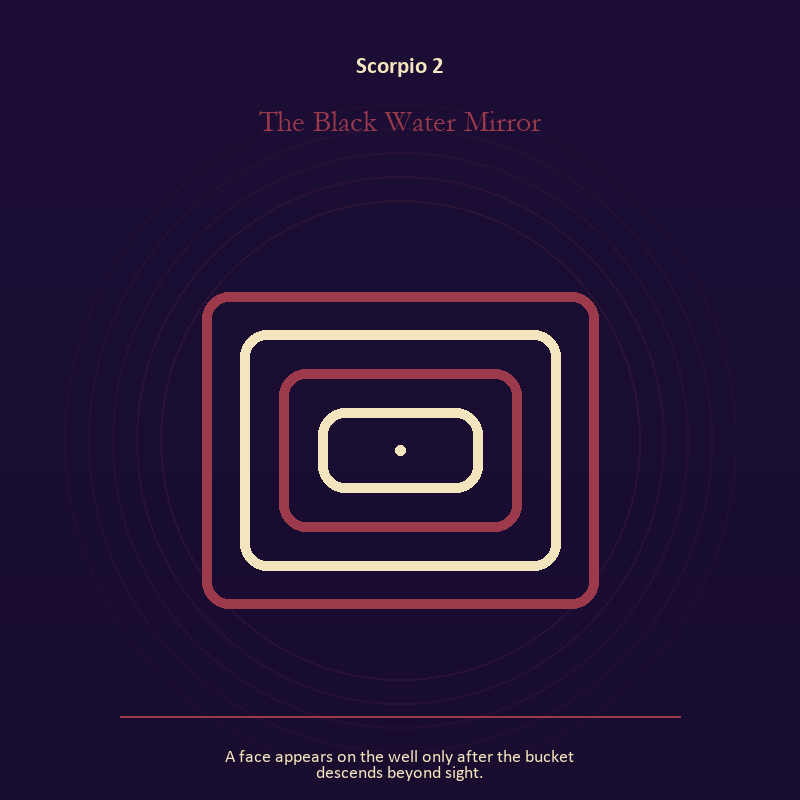 Scorpio 2
The Black Water Mirror
A face appears on the well only after the bucket
descends beyond sight.